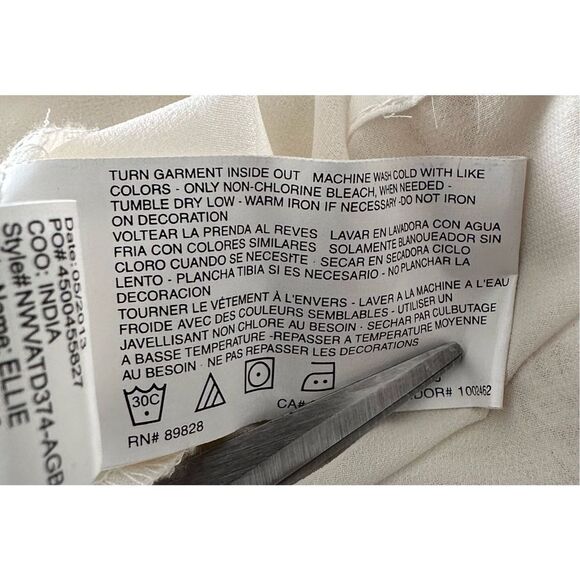 TURN GARMENT INSIDE OUT MACHINE WASH COLD WITH LIKE
COLORS - ONLY NON-CHLORINE BLEACH, WHEN NEEDED -
TUMBLE DRY LOW - WARM IRON IF NECESSARY -DO NOT IRON
ON DECORATION
VOLTEAR LA PRENDA AL REVES LAVAR EN LAVADORA CON AGUA
FRIA CON COLORES SIMILARES SOLAMENTE BLANQUEADOR SIN
CLORO CUANDO SE NECESITE - SECAR EN SECADORA CICLO
LENTO - PLANCHA TIBIA SI ES NECESARIO - NO PLANCHAR LA
DECORACION
TOURNER LE VÊTEMENT À L'ENVERS - LAVER A LA MACHINE A L'EAU
FROIDE AVEC DES COULEURS SEMBLABLES - UTILISER UN
JAVELLISANT NON CHLORE AU BESOIN - SECHAR PAR CULBUTAGE
A BASSE TEMPERATURE -REPASSER A TEMPERATURE MOYENNE
AU BESOIN - NE PAS REPASSER LES DECORATIONS
30C
RN# 89828
CA#
DOR# 1002462
Date: 05/2013
PO# 4500455827
COO: INDIA
Style#NWVATD374-AGB
Name: ELLIE